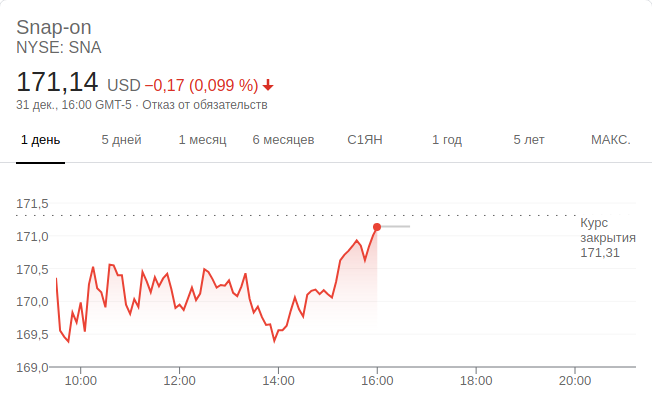 Snap-on
NYSE: SNA
171,14 USD −0,17 (0,099 %)
31 дек., 16:00 GMT-5 · Отказ от обязательств
1 день 5 дней 1 месяц 6 месяцев С1ЯН 1 год 5 лет МАКС.
171,5
171,0
170,5
170,0
169,5
169,0
Курс
закрытия
171,31
10:00 12:00 14:00 16:00 18:00 20:00